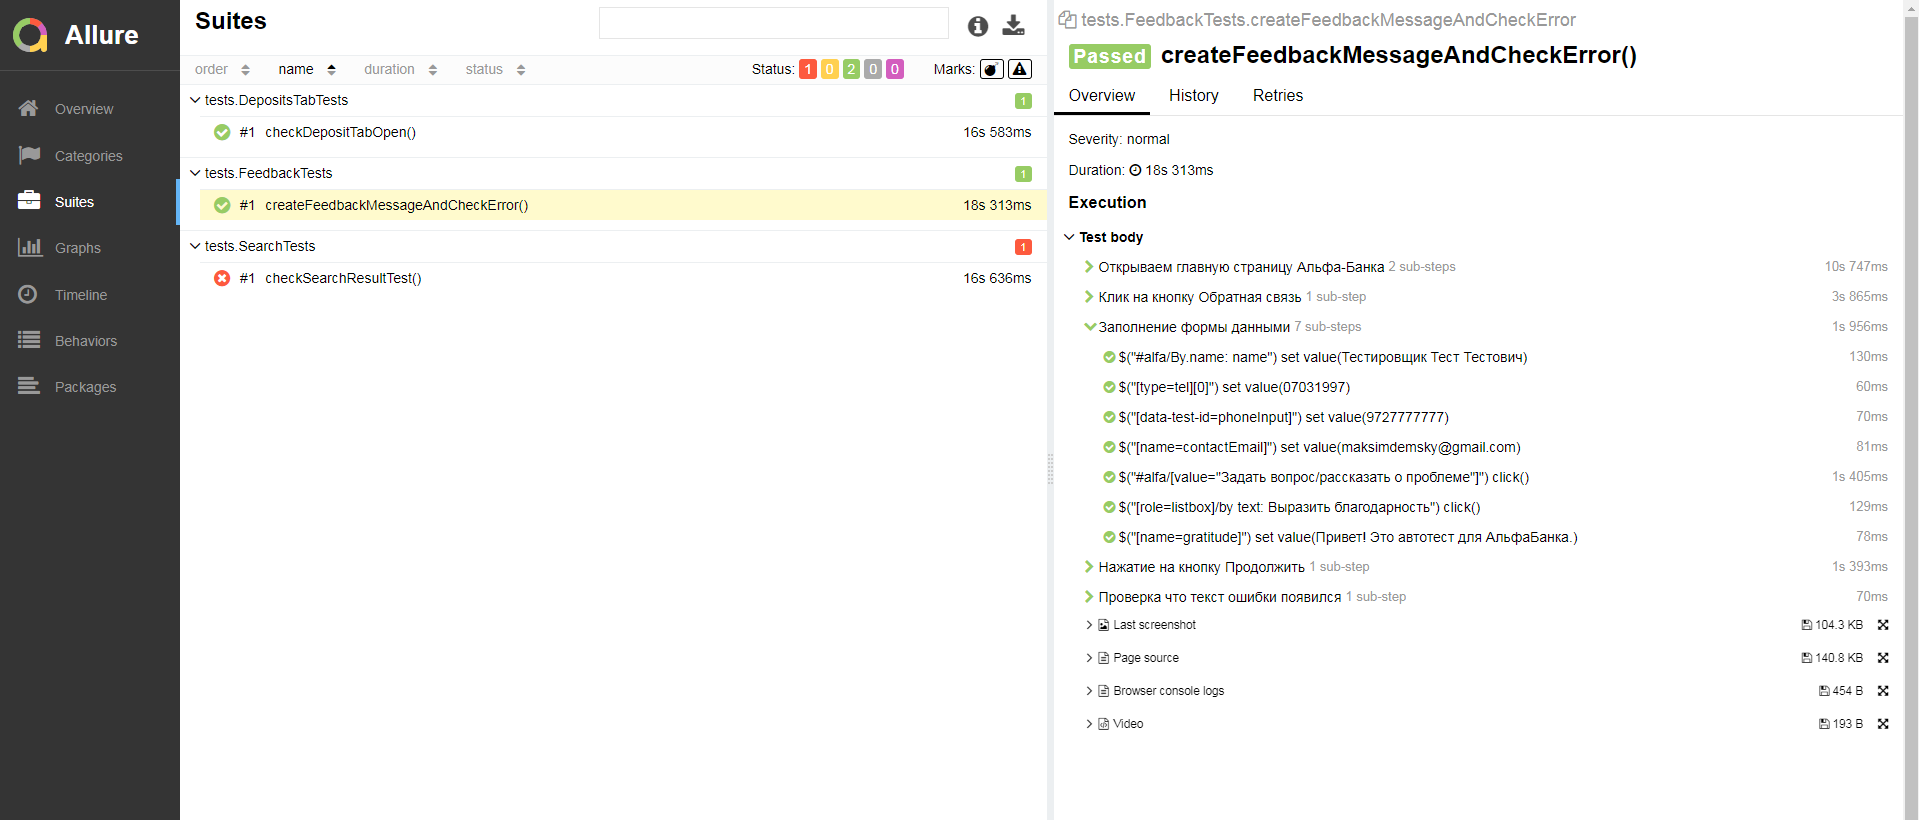 Allure
Overview
Categories
Suites
Graphs
Timeline
Behaviors
Packages
Suites
order name duration status Status: 1 0 2 0 0 Marks:
tests.DepositsTabTests 1
#1 checkDepositTabOpen() 16s 583ms
tests.FeedbackTests 1
#1 createFeedbackMessageAndCheckError() 18s 313ms
tests.SearchTests 1
#1 checkSearchResultTest() 16s 636ms
tests.FeedbackTests.createFeedbackMessageAndCheckError
Passed createFeedbackMessageAndCheckError()
Overview History Retries
Severity: normal
Duration: 18s 313ms
Execution
Test body
Открываем главную страницу Альфа-Банка 2 sub-steps 10s 747ms
Клик на кнопку Обратная связь 1 sub-step 3s 865ms
Заполнение формы данными 7 sub-steps 1s 956ms
$("#alfa/By.name: name") set value(Тестировщик Тест Тестович) 130ms
$("[type=tel][0]") set value(07031997) 60ms
$("[data-test-id=phoneInput]") set value(9727777777) 70ms
$("[name=contactEmail]") set value(maksimdemsky@gmail.com) 81ms
$("#alfa/[value="Задать вопрос/рассказать о проблеме"]") click() 1s 405ms
$("[role=listbox]/by text: Выразить благодарность") click() 129ms
$("[name=gratitude]") set value(Привет! Это автотест для АльфаБанка.) 78ms
Нажатие на кнопку Продолжить 1 sub-step 1s 393ms
Проверка что текст ошибки появился 1 sub-step 70ms
Last screenshot 104.3 KB
Page source 140.8 KB
Browser console logs 454 B
Video 193 B